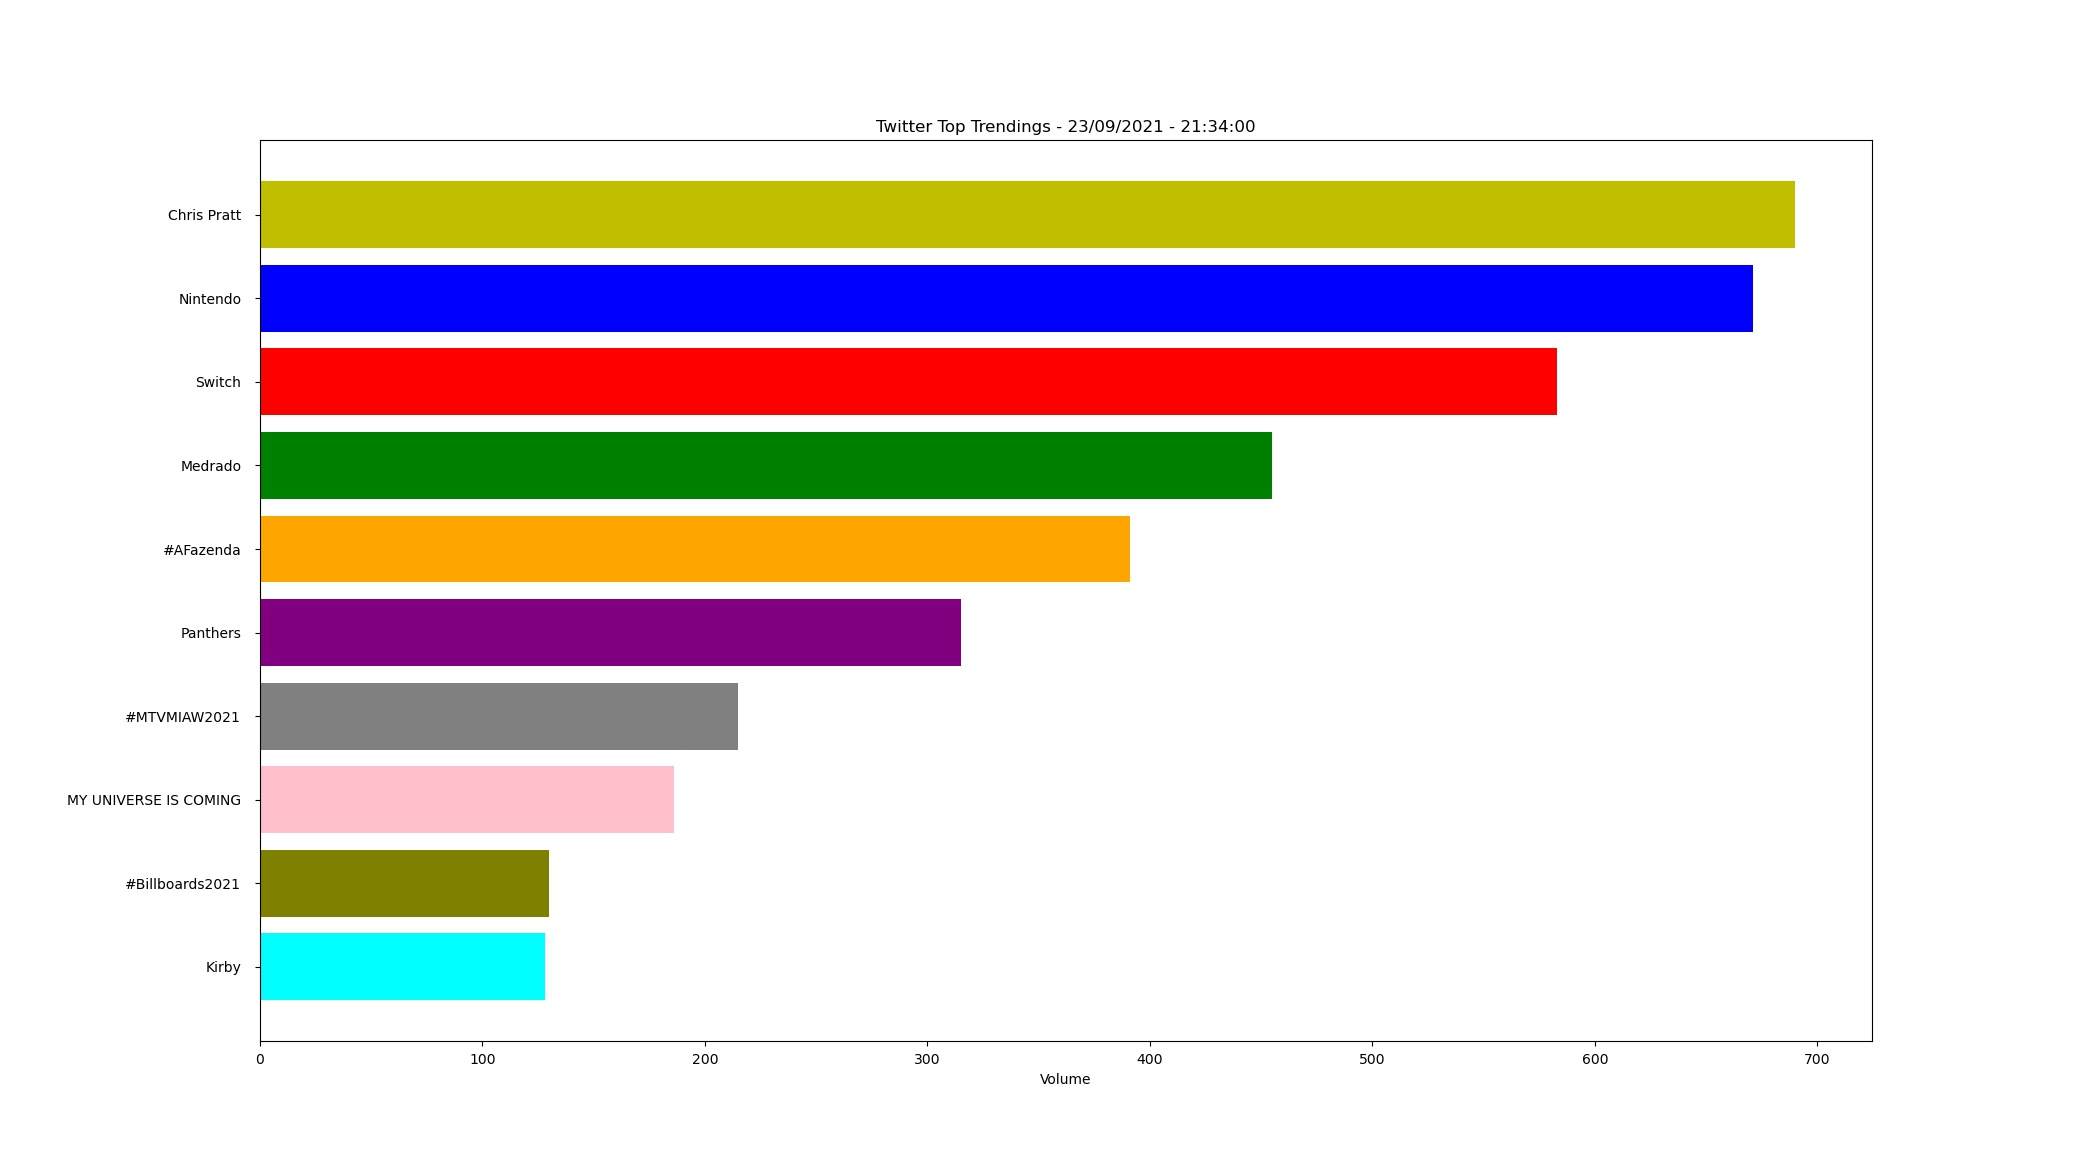 Twitter Top Trendings - 23/09/2021 - 21:34:00
Chris Pratt
Nintendo
Switch
Medrado
#AFazenda
Panthers
#MTVMIAW2021
MY UNIVERSE IS COMING
#Billboards2021
Kirby
0 100 200 300 400 500 600 700
Volume